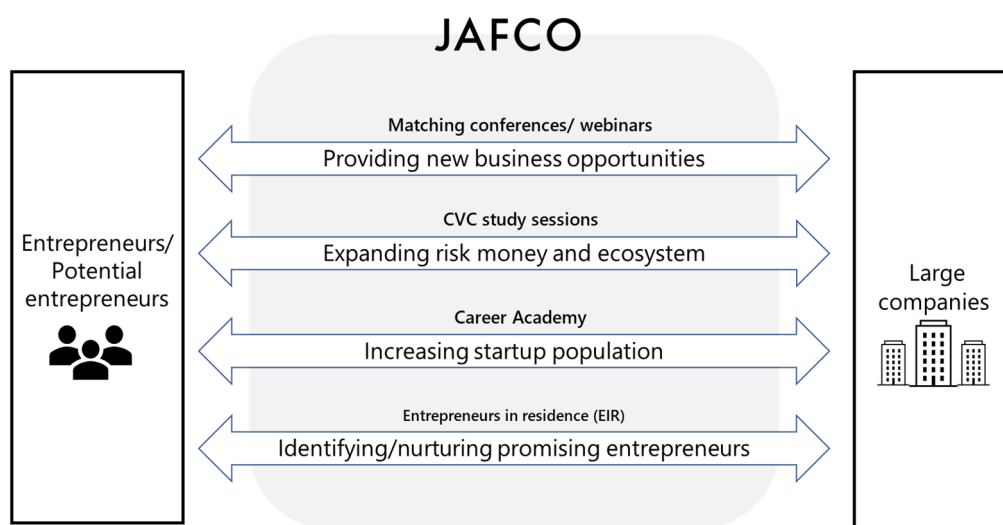 JAFCO
Matching conferences/ webinars
Providing new business opportunities
CVC study sessions
Expanding risk money and ecosystem
Career Academy
Increasing startup population
Entrepreneurs in residence (EIR)
Identifying/nurturing promising entrepreneurs
Entrepreneurs/
Potential
entrepreneurs
Large
companies